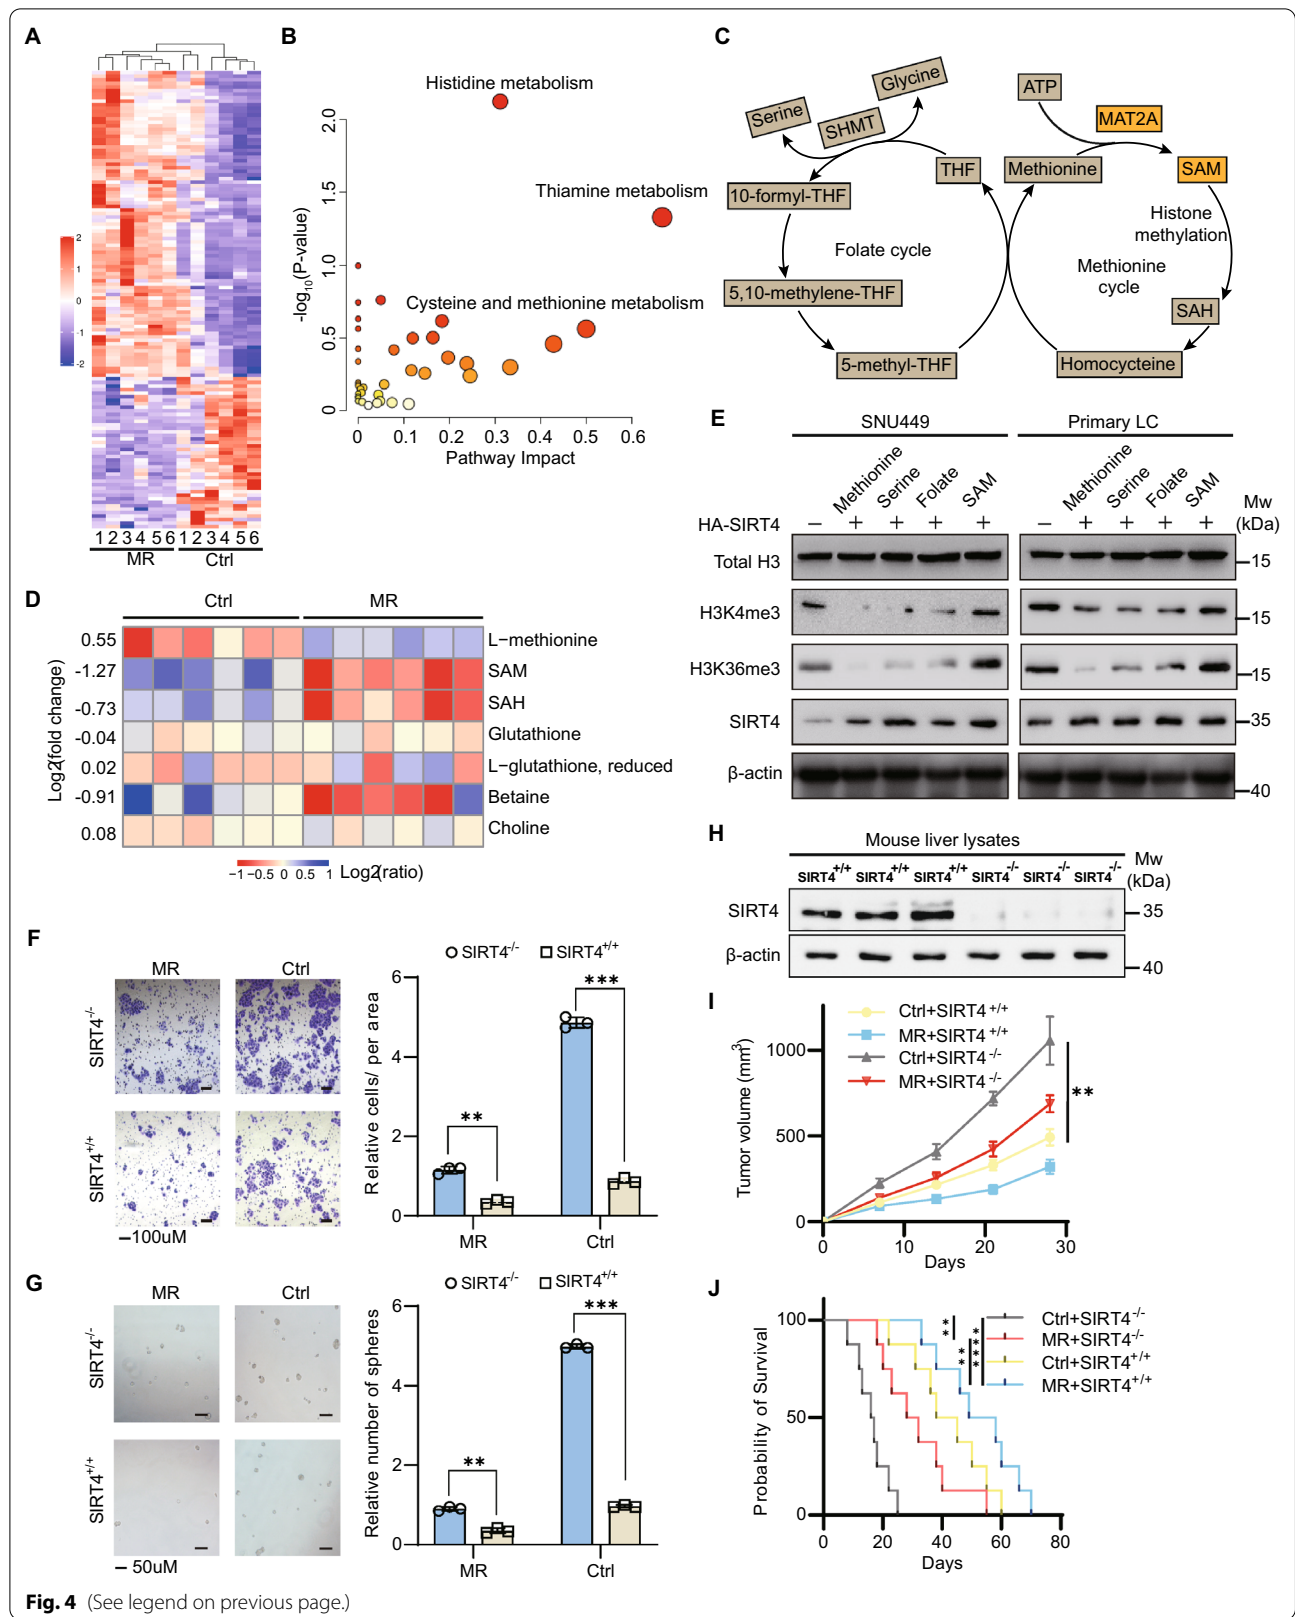 A
2
1
0
-1
-2
1 2 3 4 5 6 1 2 3 4 5 6
MR Ctrl
B
Histidine metabolism
Thiamine metabolism
Cysteine and methionine metabolism
-log10(P-value)
2.0
1.5
1.0
0.5
0
0 0.1 0.2 0.3 0.4 0.5 0.6
Pathway Impact
C
Serine
SHMT
Glycine
ATP
MAT2A
THF
Methionine
SAM
10-formyl-THF
Histone
methylation
Folate cycle
Methionine
cycle
5,10-methylene-THF
SAH
5-methyl-THF
Homocycteine
D
Ctrl MR
Log2(fold change)
0.55 L-methionine
-1.27 SAM
-0.73 SAH
-0.04 Glutathione
0.02 L-glutathione, reduced
-0.91 Betaine
0.08 Choline
-1 -0.5 0 0.5 1 Log2(ratio)
E
SNU449 Primary LC
Methionine Serine Folate SAM Methionine Serine Folate SAM
Mw
(kDa)
HA-SIRT4 - + + + + - + + + +
Total H3 15
H3K4me3 15
H3K36me3 15
SIRT4 35
β-actin 40
F
MR Ctrl
SIRT4-/-
SIRT4+/+
100uM
SIRT4-/- SIRT4+/+
Relative cells/ per area
6
4
2
0
** ***
MR Ctrl
G
MR Ctrl
SIRT4-/-
SIRT4+/+
50uM
SIRT4-/- SIRT4+/+
Relative number of spheres
6
4
2
0
** ***
MR Ctrl
H
Mouse liver lysates
Mw
(kDa)
SIRT4+/+ SIRT4+/+ SIRT4+/+ SIRT4-/- SIRT4-/- SIRT4-/-
SIRT4 35
β-actin 40
I
Ctrl+SIRT4+/+
MR+SIRT4+/+
Ctrl+SIRT4-/-
MR+SIRT4-/-
**
Tumor volume (mm3)
1000
500
0
0 10 20 30
Days
J
Probability of Survival
100
50
0
0 20 40 60 80
Days
** ** ****
Ctrl+SIRT4-/-
MR+SIRT4-/-
Ctrl+SIRT4+/+
MR+SIRT4+/+
Fig. 4 (See legend on previous page.)